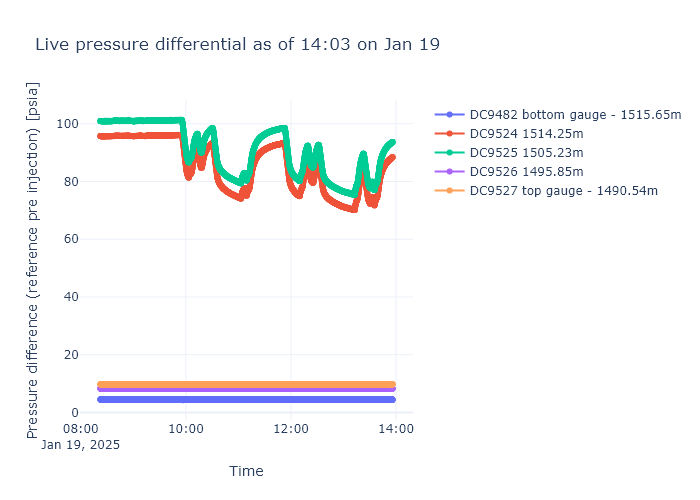 Live pressure differential as of 14:03 on Jan 19
Pressure difference (reference pre injection) [psia]
100
80
60
40
20
0
08:00
Jan 19, 2025
10:00
12:00
14:00
Time
DC9482 bottom gauge - 1515.65m
DC9524 1514.25m
DC9525 1505.23m
DC9526 1495.85m
DC9527 top gauge - 1490.54m